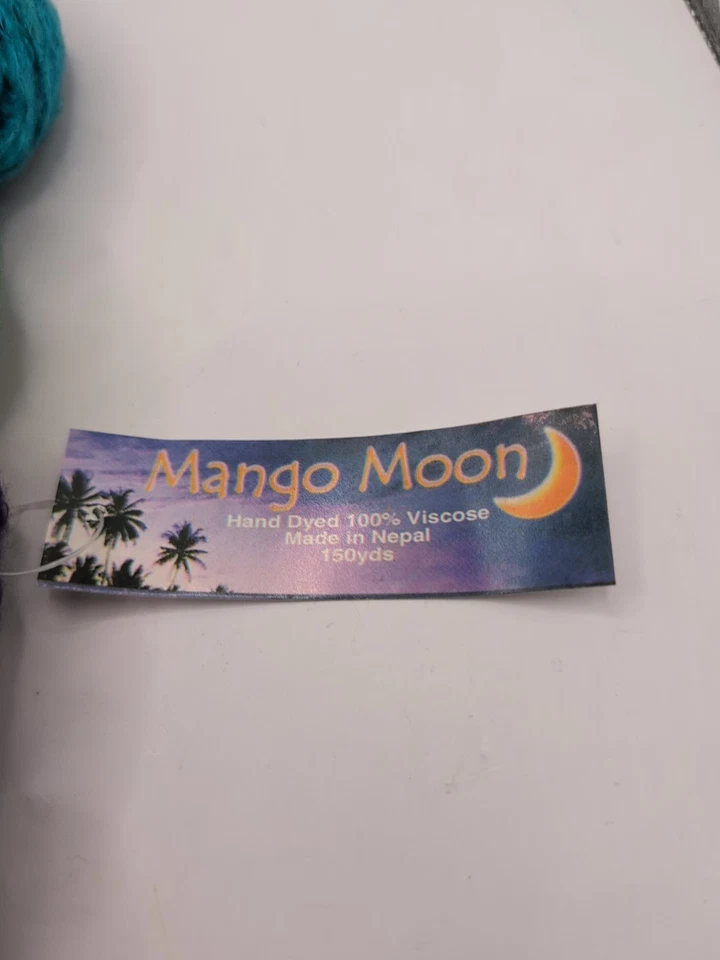 Mango Moon
Hand Dyed 100% Viscose
Made in Nepal
150yds